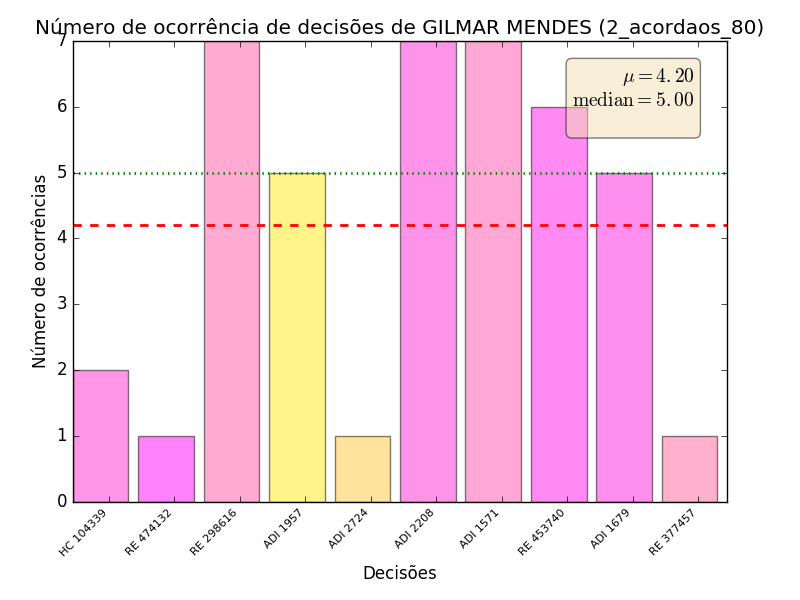 Número de ocorrência de decisões de GILMAR MENDES (2_acordaos_80)
μ = 4.20
median = 5.00
7
6
5
4
3
2
1
0
Número de ocorrências
HC 104339
RE 474132
RE 298616
ADI 1957
ADI 2724
ADI 2208
ADI 1571
RE 453740
ADI 1679
RE 377457
Decisões